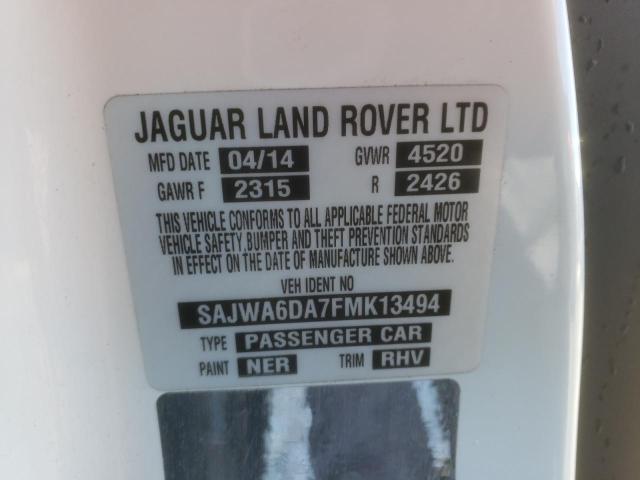 JAGUAR LAND ROVER LTD
MFD DATE 04/14 GVWR 4520
GAWR F 2315 R 2426
THIS VEHICLE CONFORMS TO ALL APPLICABLE FEDERAL MOTOR
VEHICLE SAFETY, BUMPER AND THEFT PREVENTION STANDARDS
IN EFFECT ON THE DATE OF MANUFACTURE SHOWN ABOVE.
VEH IDENT NO
SAJWA6DA7FMK13494
TYPE PASSENGER CAR
PAINT NER TRIM RHV